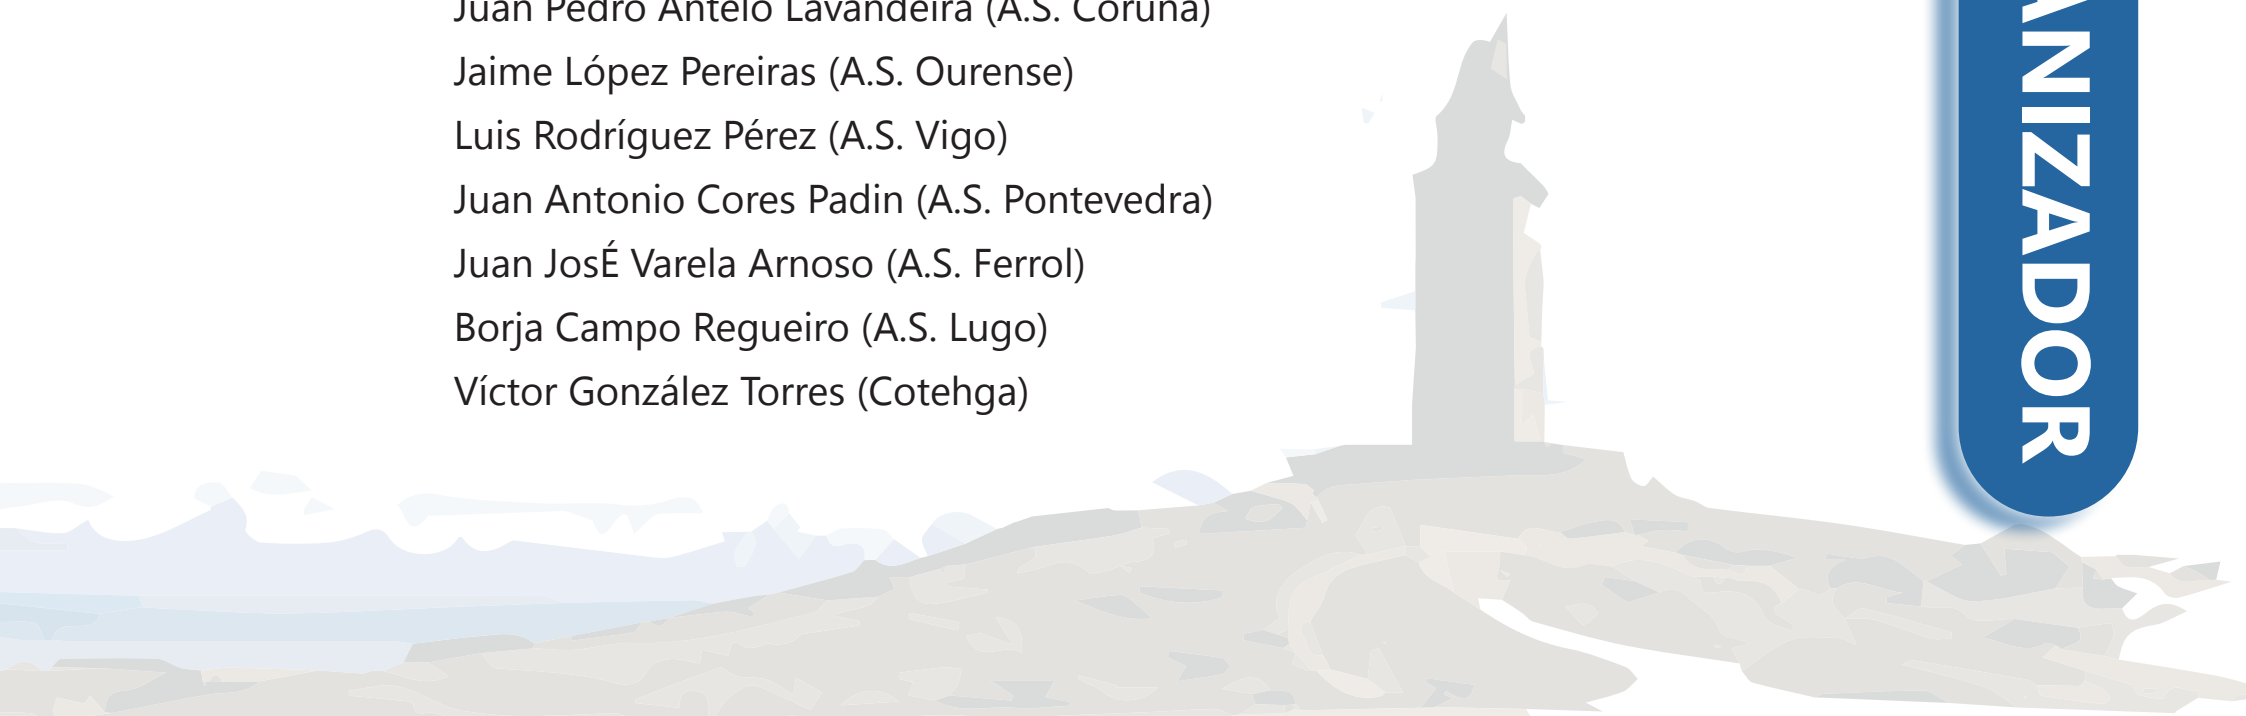 Juan Pedro Antelo Lavandeira (A.S. Coruña)
Jaime López Pereiras (A.S. Ourense)
Luis Rodríguez Pérez (A.S. Vigo)
Juan Antonio Cores Padin (A.S. Pontevedra)
Juan JosÉ Varela Arnoso (A.S. Ferrol)
Borja Campo Regueiro (A.S. Lugo)
Víctor González Torres (Cotehga)
ANIZADOR